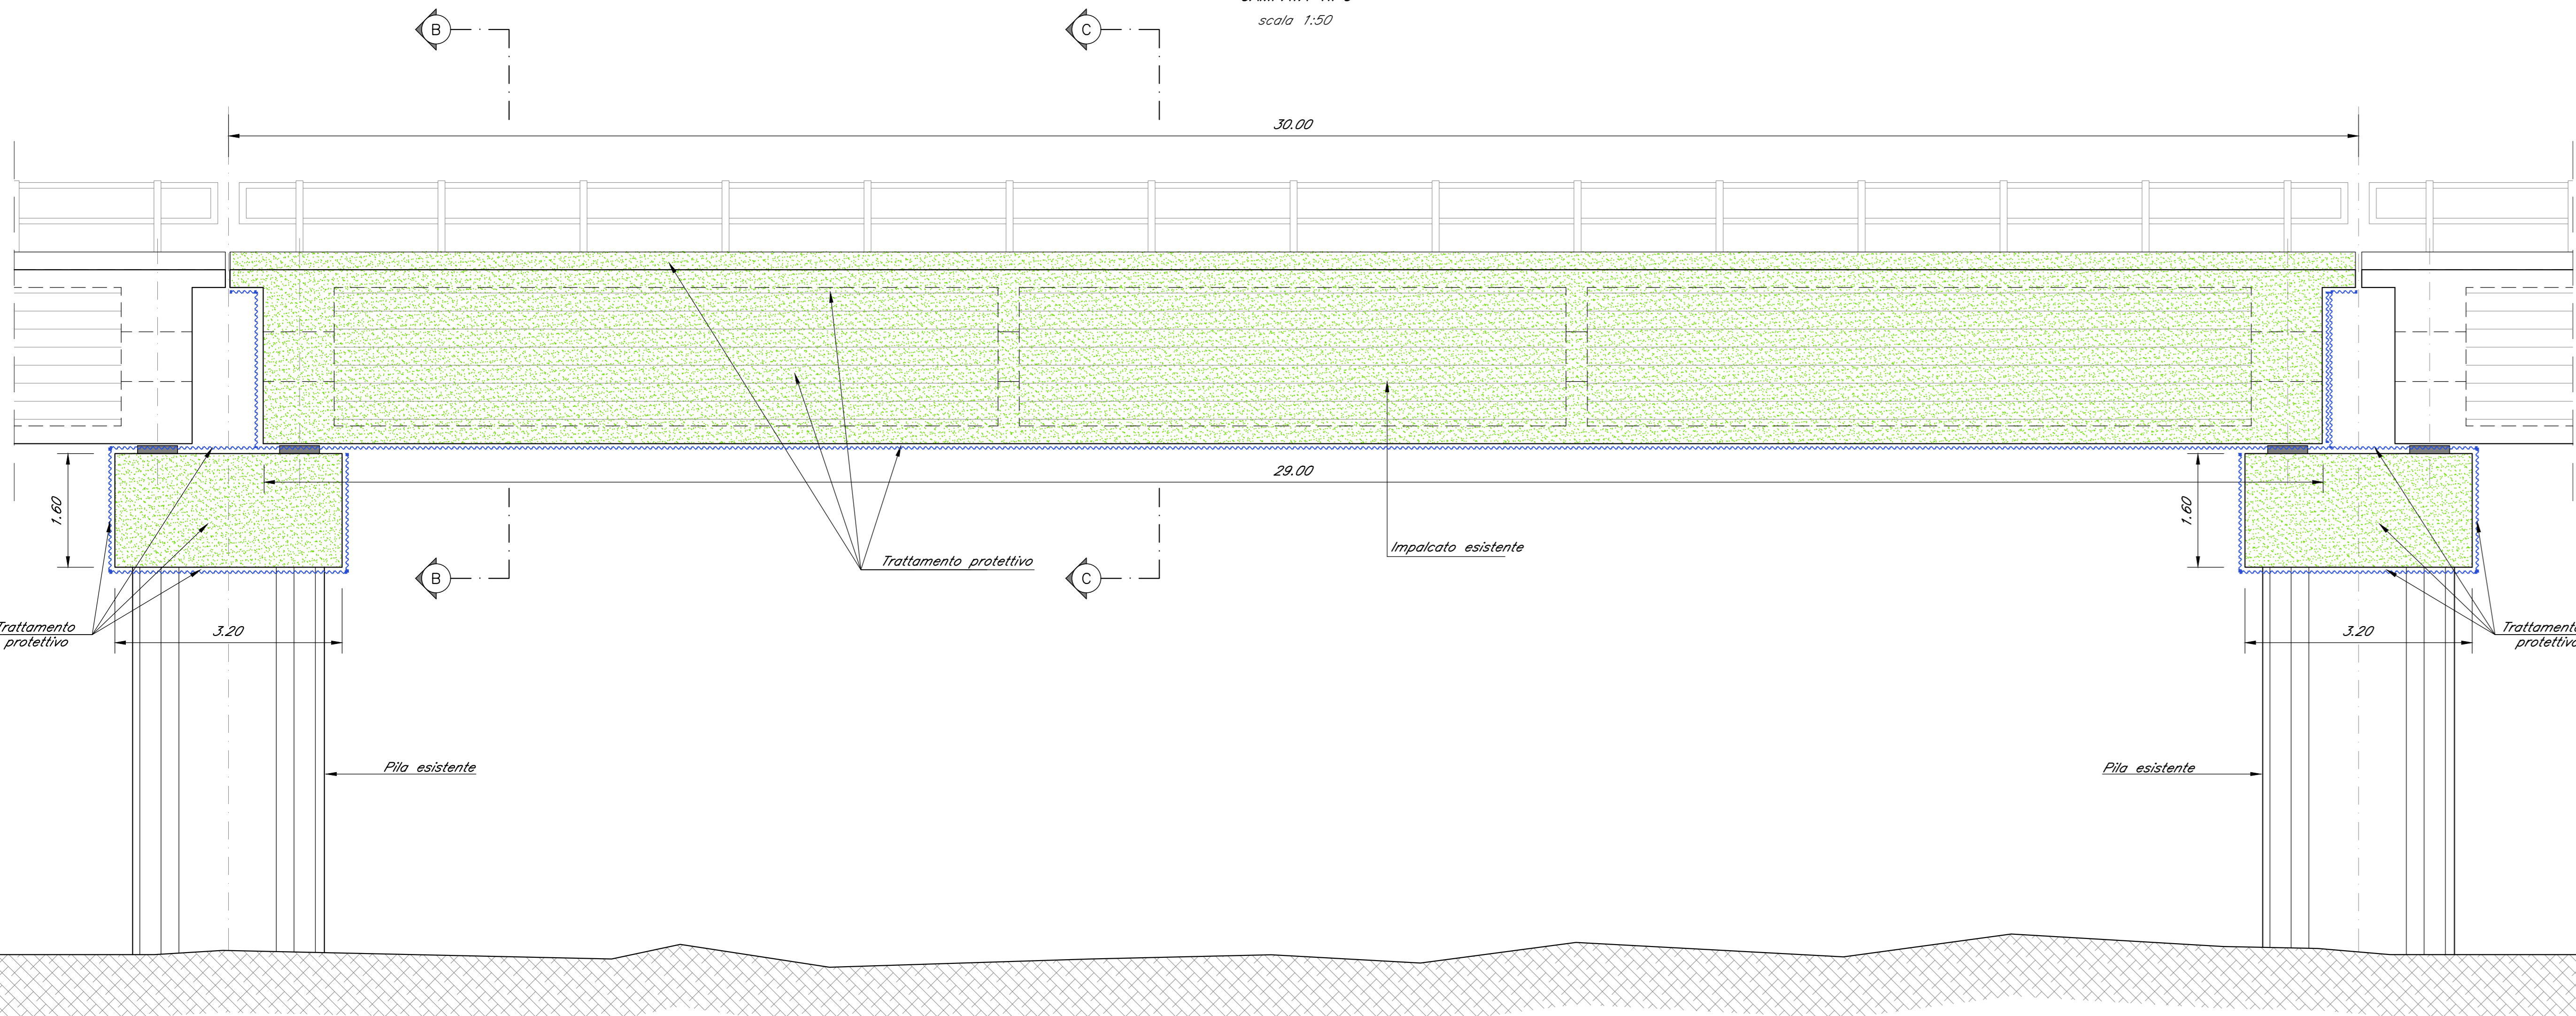 scala 1:50
B
C
30.00
1.60
29.00
1.60
Impalcato esistente
Trattamento protettivo
B
C
Trattamento
protettivo
3.20
3.20
Trattamento
protettivo
Pila esistente
Pila esistente